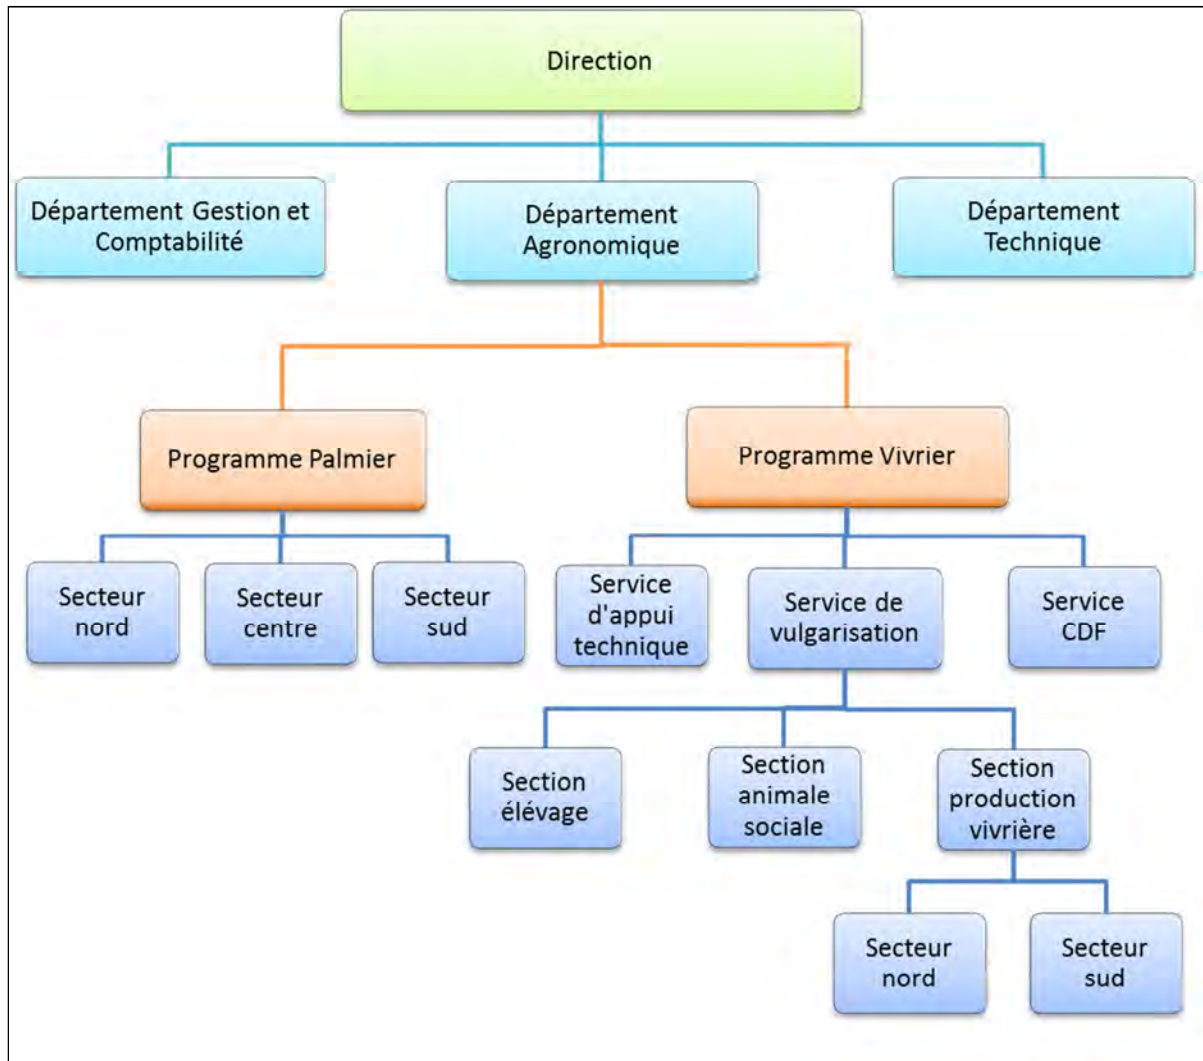 Direction
Département Gestion et
Comptabilité
Département
Agronomique
Département
Technique
Programme Palmier
Programme Vivrier
Secteur
nord
Secteur
centre
Secteur
sud
Service
d'appui
technique
Service de
vulgarisation
Service
CDF
Section
élévage
Section
animale
sociale
Section
production
vivrière
Secteur
nord
Secteur
sud